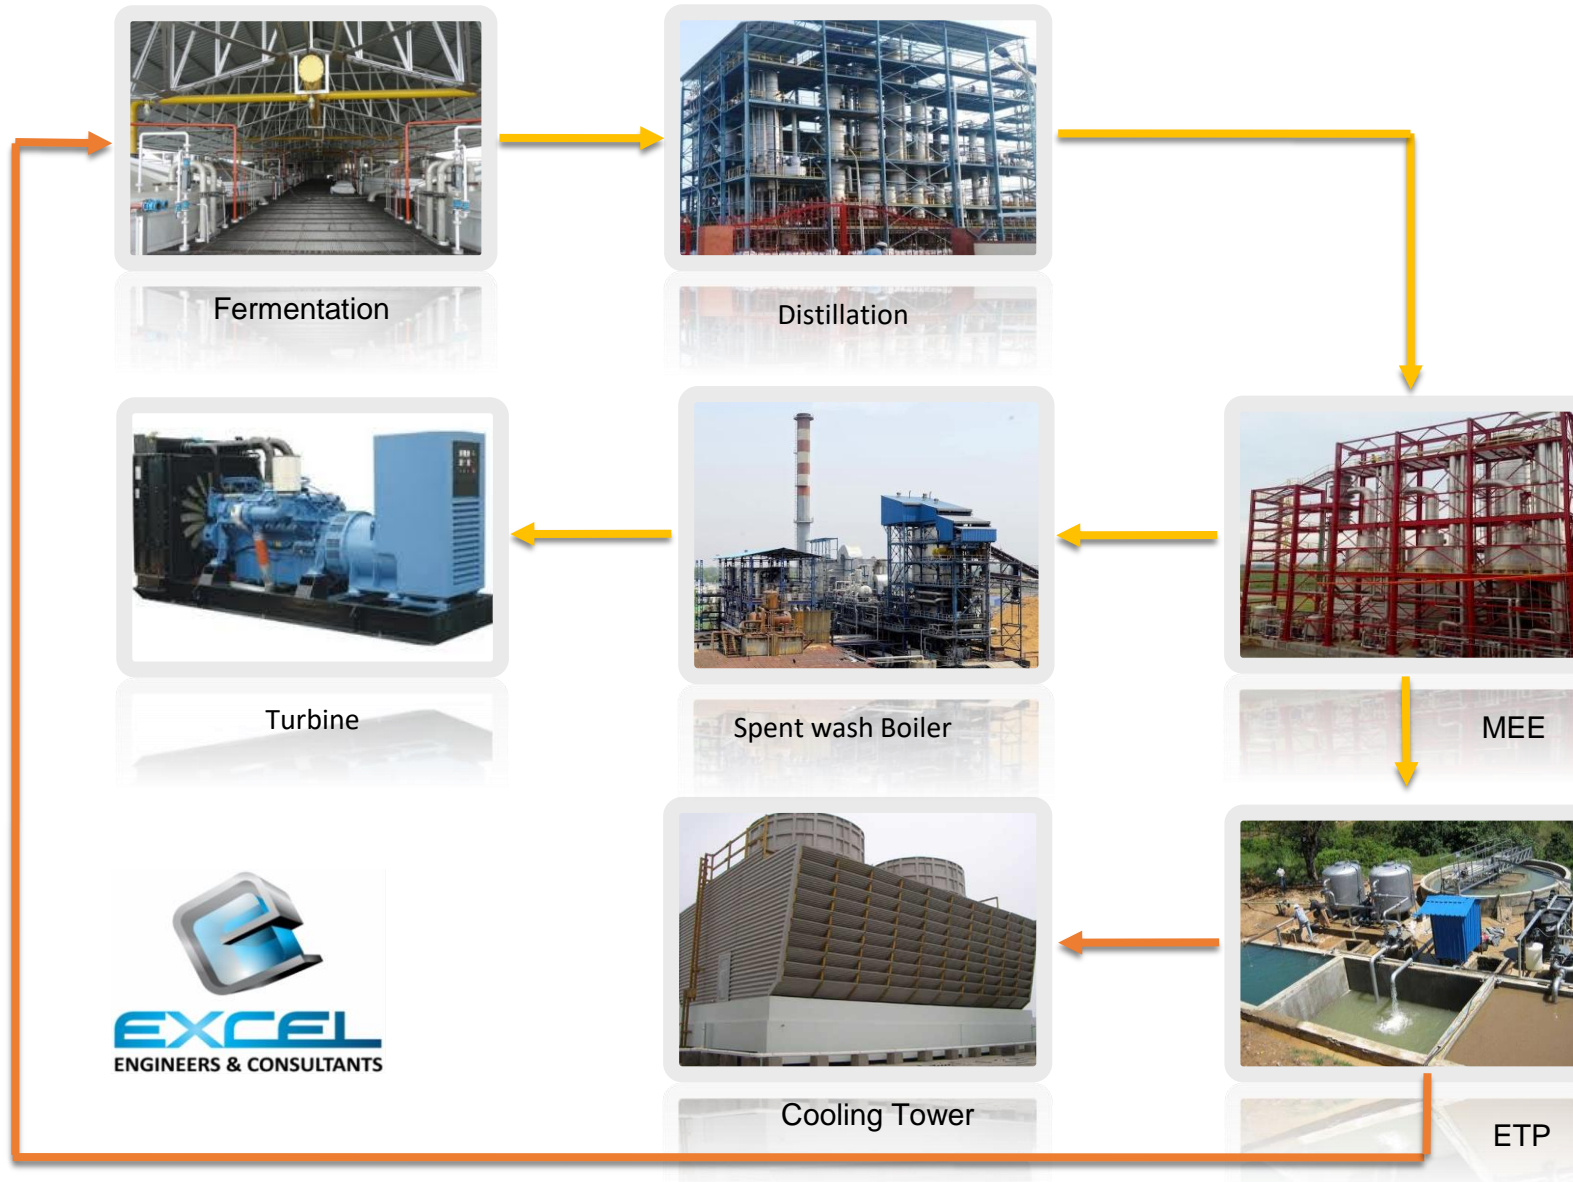 Fermentation
Distillation
Turbine
Spent wash Boiler
MEE
EXCEL
ENGINEERS & CONSULTANTS
Cooling Tower
ETP